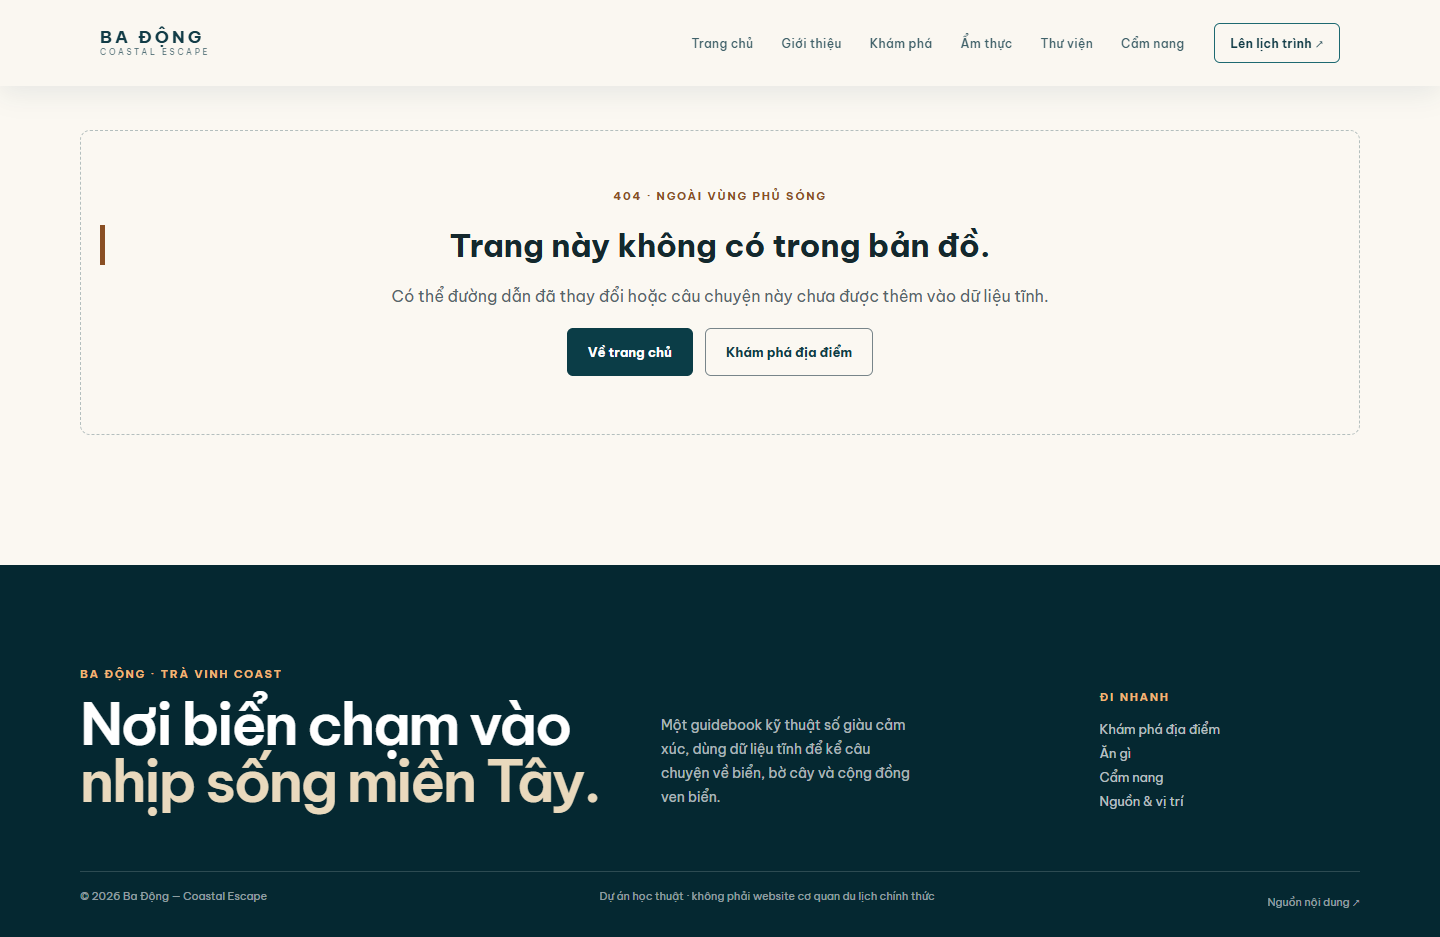 BA ĐỘNG
COASTAL ESCAPE
Trang chủ Giới thiệu Khám phá Ẩm thực Thư viện Cẩm nang Lên lịch trình ↗
404 · NGOÀI VÙNG PHỦ SÓNG
Trang này không có trong bản đồ.
Có thể đường dẫn đã thay đổi hoặc câu chuyện này chưa được thêm vào dữ liệu tĩnh.
Về trang chủ Khám phá địa điểm
BA ĐỘNG · TRÀ VINH COAST
Nơi biển chạm vào
nhịp sống miền Tây.
Một guidebook kỹ thuật số giàu cảm
xúc, dùng dữ liệu tĩnh để kể câu
chuyện về biển, bờ cây và cộng đồng
ven biển.
ĐI NHANH
Khám phá địa điểm
Ăn gì
Cẩm nang
Nguồn & vị trí
© 2026 Ba Động — Coastal Escape
Dự án học thuật · không phải website cơ quan du lịch chính thức
Nguồn nội dung ↗